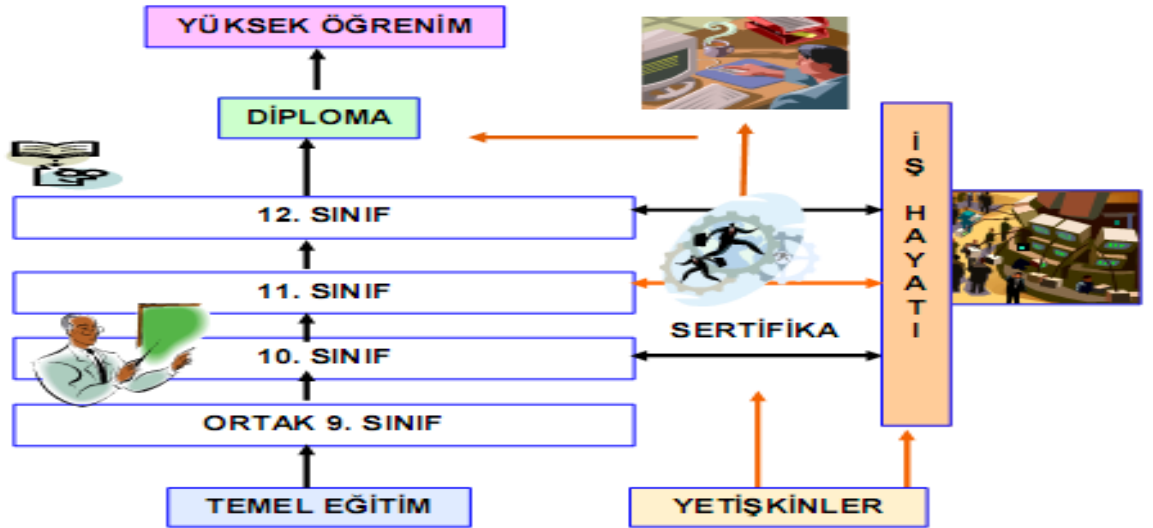 YÜKSEK ÖĞRENİM
DİPLOMA
12. SINIF
11. SINIF
10. SINIF
ORTAK 9. SINIF
TEMEL EĞİTİM
SERTİFİKA
YETİŞKİNLER
İŞ HAYATI